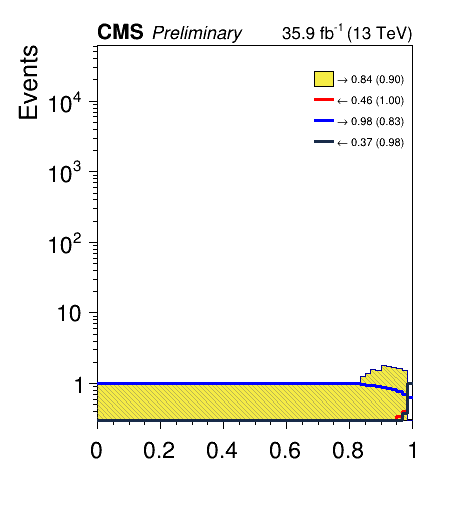 CMS Preliminary 35.9 fb⁻¹ (13 TeV)
Events
→ 0.84 (0.90)
← 0.46 (1.00)
→ 0.98 (0.83)
← 0.37 (0.98)
10⁴
10³
10²
10
1
0 0.2 0.4 0.6 0.8 1